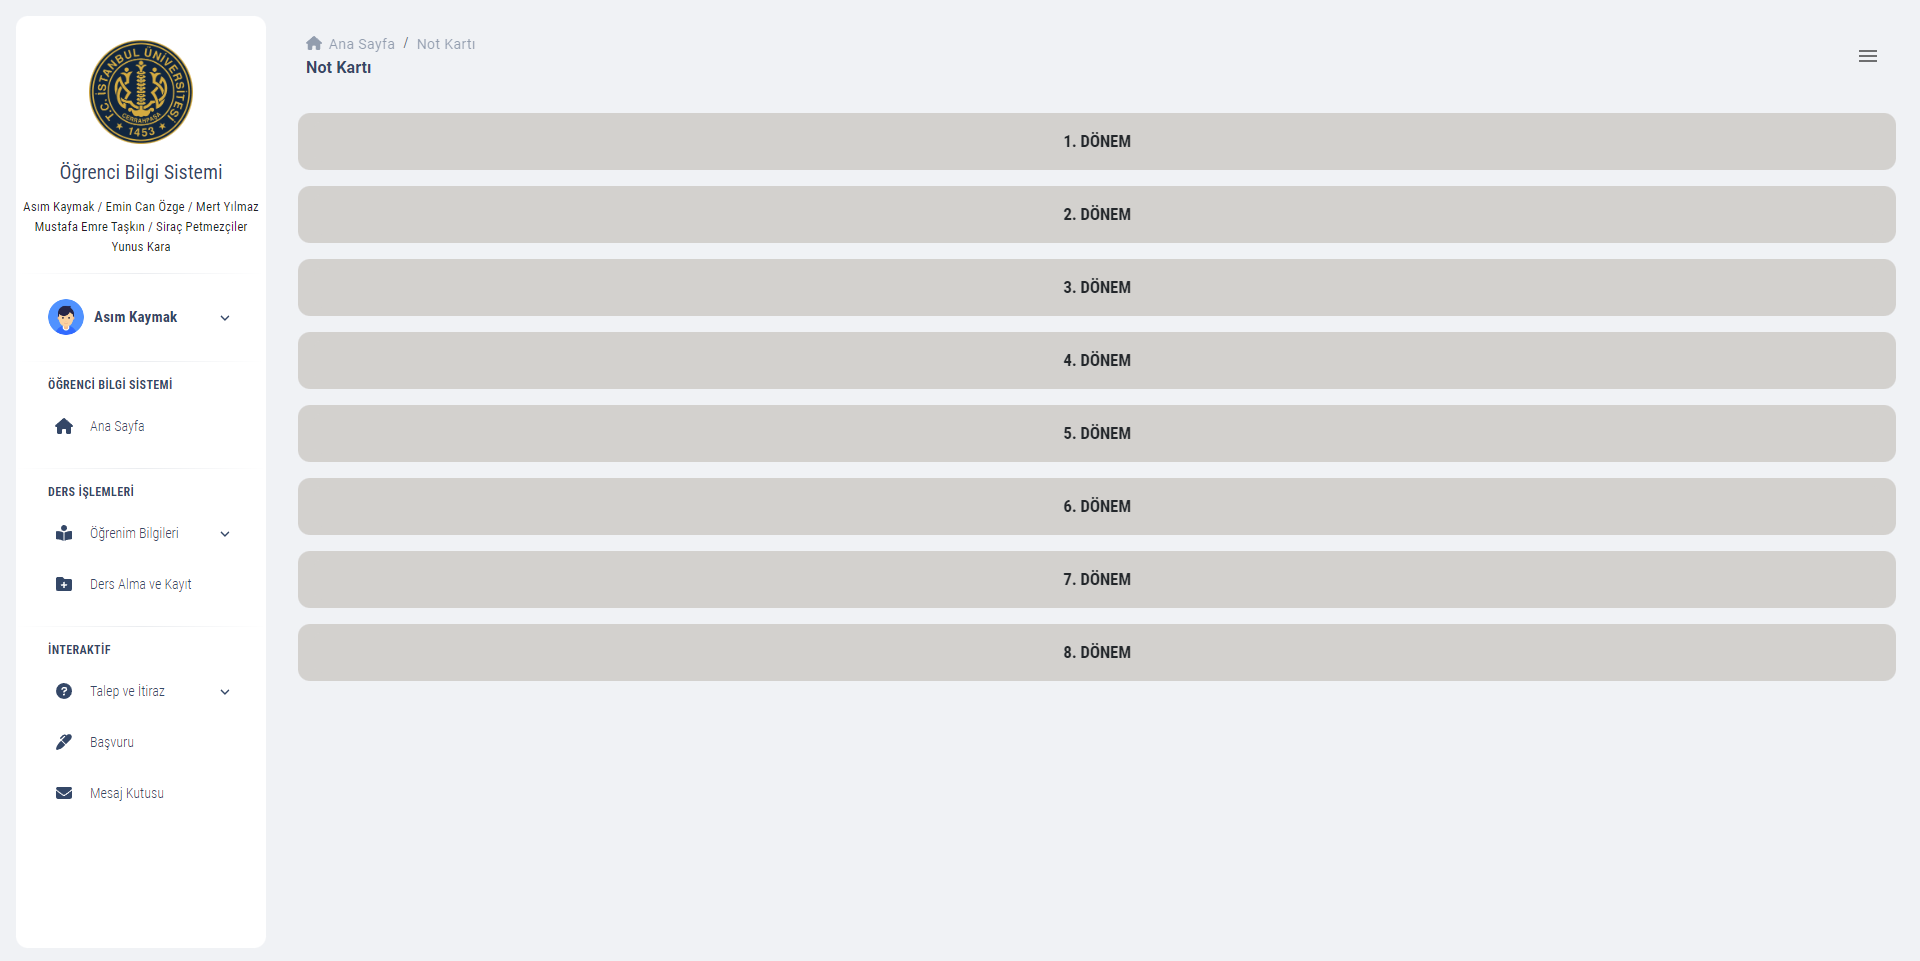 T.C. İSTANBUL ÜNİVERSİTESİ
CERRAHPAŞA
★ 1453 ★
Öğrenci Bilgi Sistemi
Asım Kaymak / Emin Can Özge / Mert Yılmaz
Mustafa Emre Taşkın / Siraç Petmezçiler
Yunus Kara
Asım Kaymak
ÖĞRENCİ BİLGİ SİSTEMİ
Ana Sayfa
DERS İŞLEMLERİ
Öğrenim Bilgileri
Ders Alma ve Kayıt
İNTERAKTİF
Talep ve İtiraz
Başvuru
Mesaj Kutusu
Ana Sayfa / Not Kartı
Not Kartı
1. DÖNEM
2. DÖNEM
3. DÖNEM
4. DÖNEM
5. DÖNEM
6. DÖNEM
7. DÖNEM
8. DÖNEM